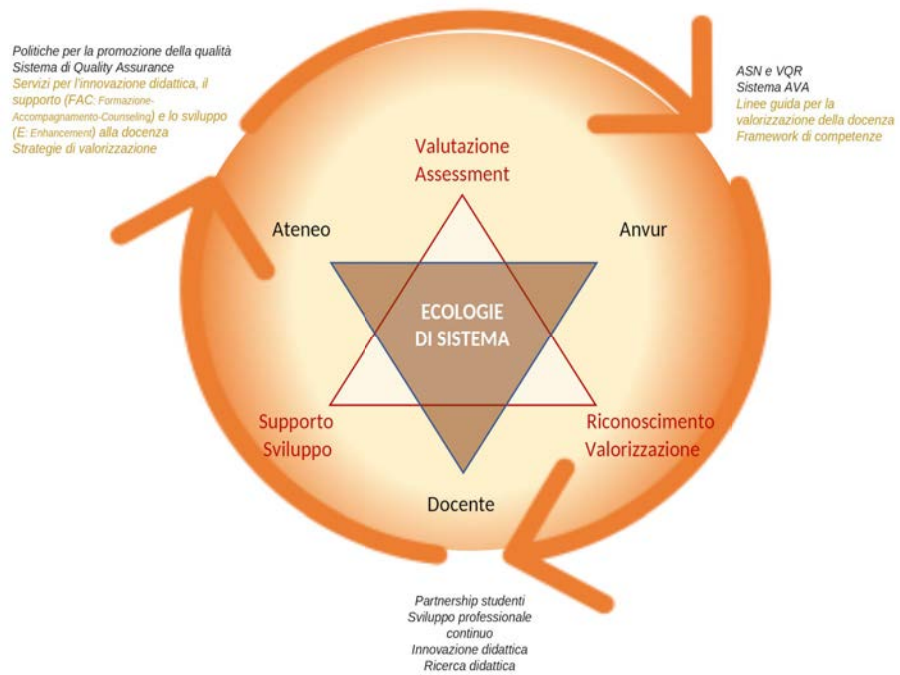 Politiche per la promozione della qualità
Sistema di Quality Assurance
Servizi per l'innovazione didattica, il
supporto (FAC: Formazione-
Accompagnamento-Counseling) e lo sviluppo
(E: Enhancement) alla docenza
Strategie di valorizzazione
ASN e VQR
Sistema AVA
Linee guida per la
valorizzazione della docenza
Framework di competenze
Valutazione
Assessment
Ateneo
Anvur
ECOLOGIE
DI SISTEMA
Supporto
Sviluppo
Riconoscimento
Valorizzazione
Docente
Partnership studenti
Sviluppo professionale
continuo
Innovazione didattica
Ricerca didattica